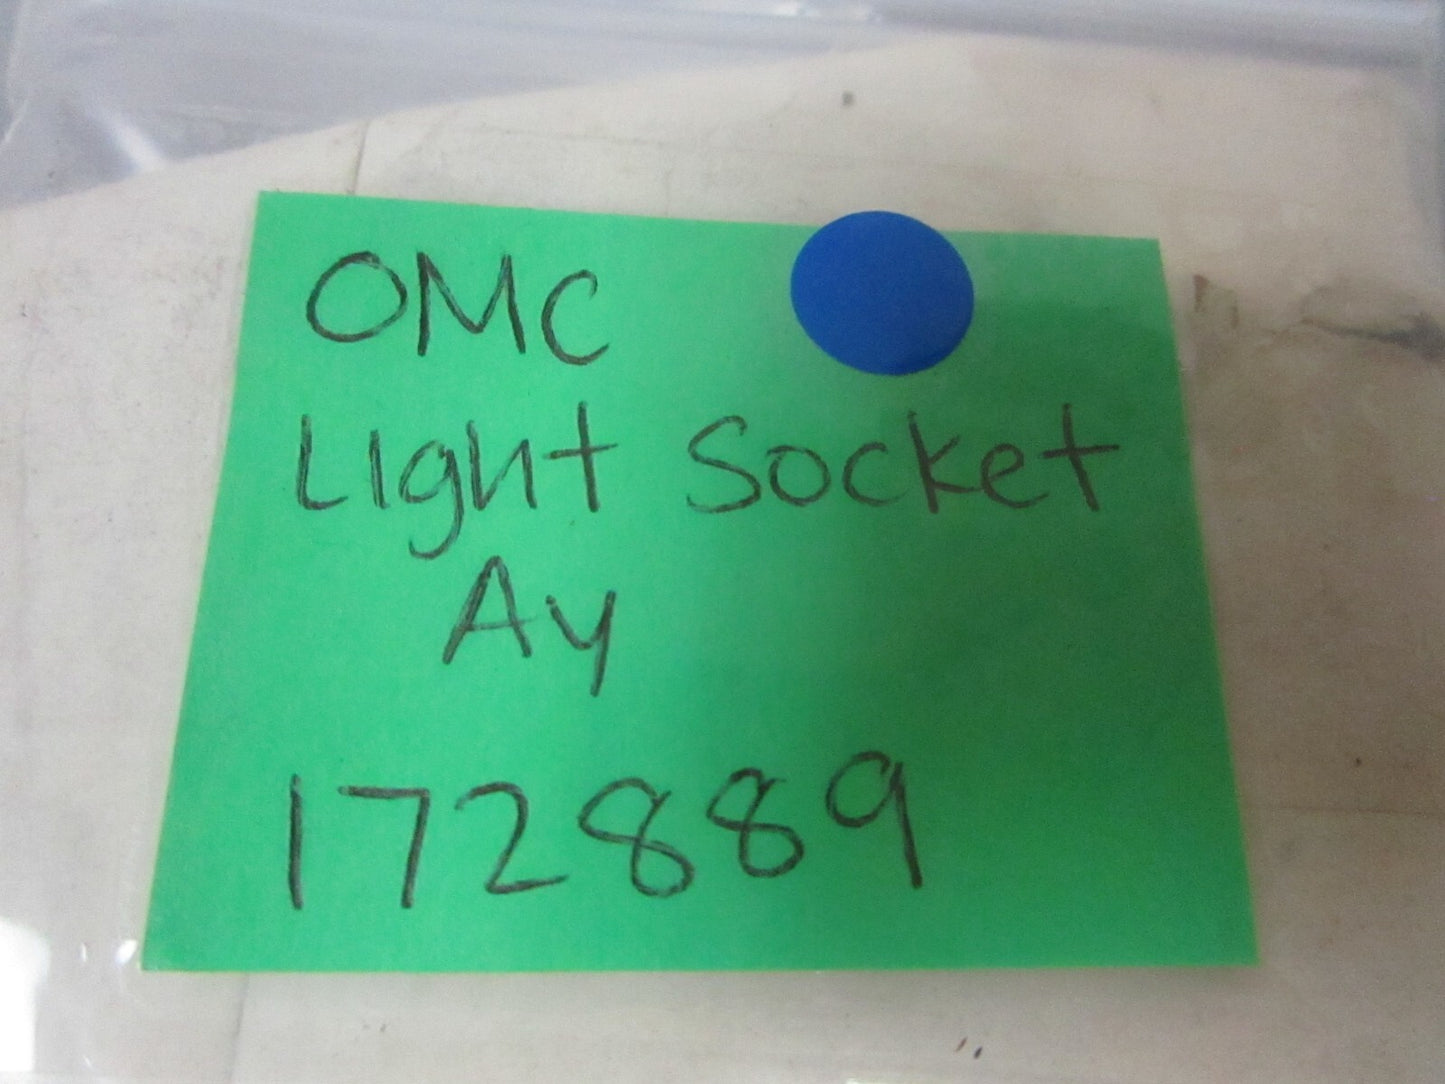 OMC
Light Socket
Ay
172889